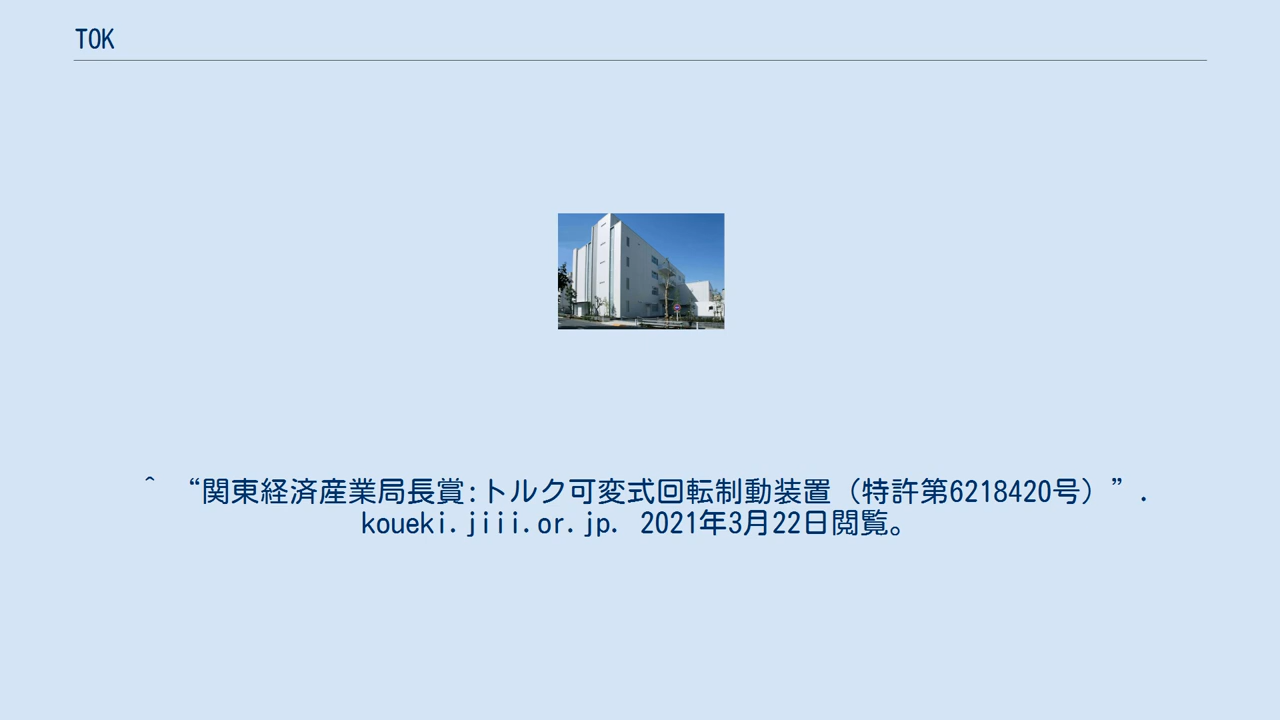 TOK
^ “関東経済産業局長賞:トルク可変式回転制動装置（特許第6218420号）”.
koueki.jiii.or.jp. 2021年3月22日閲覧。